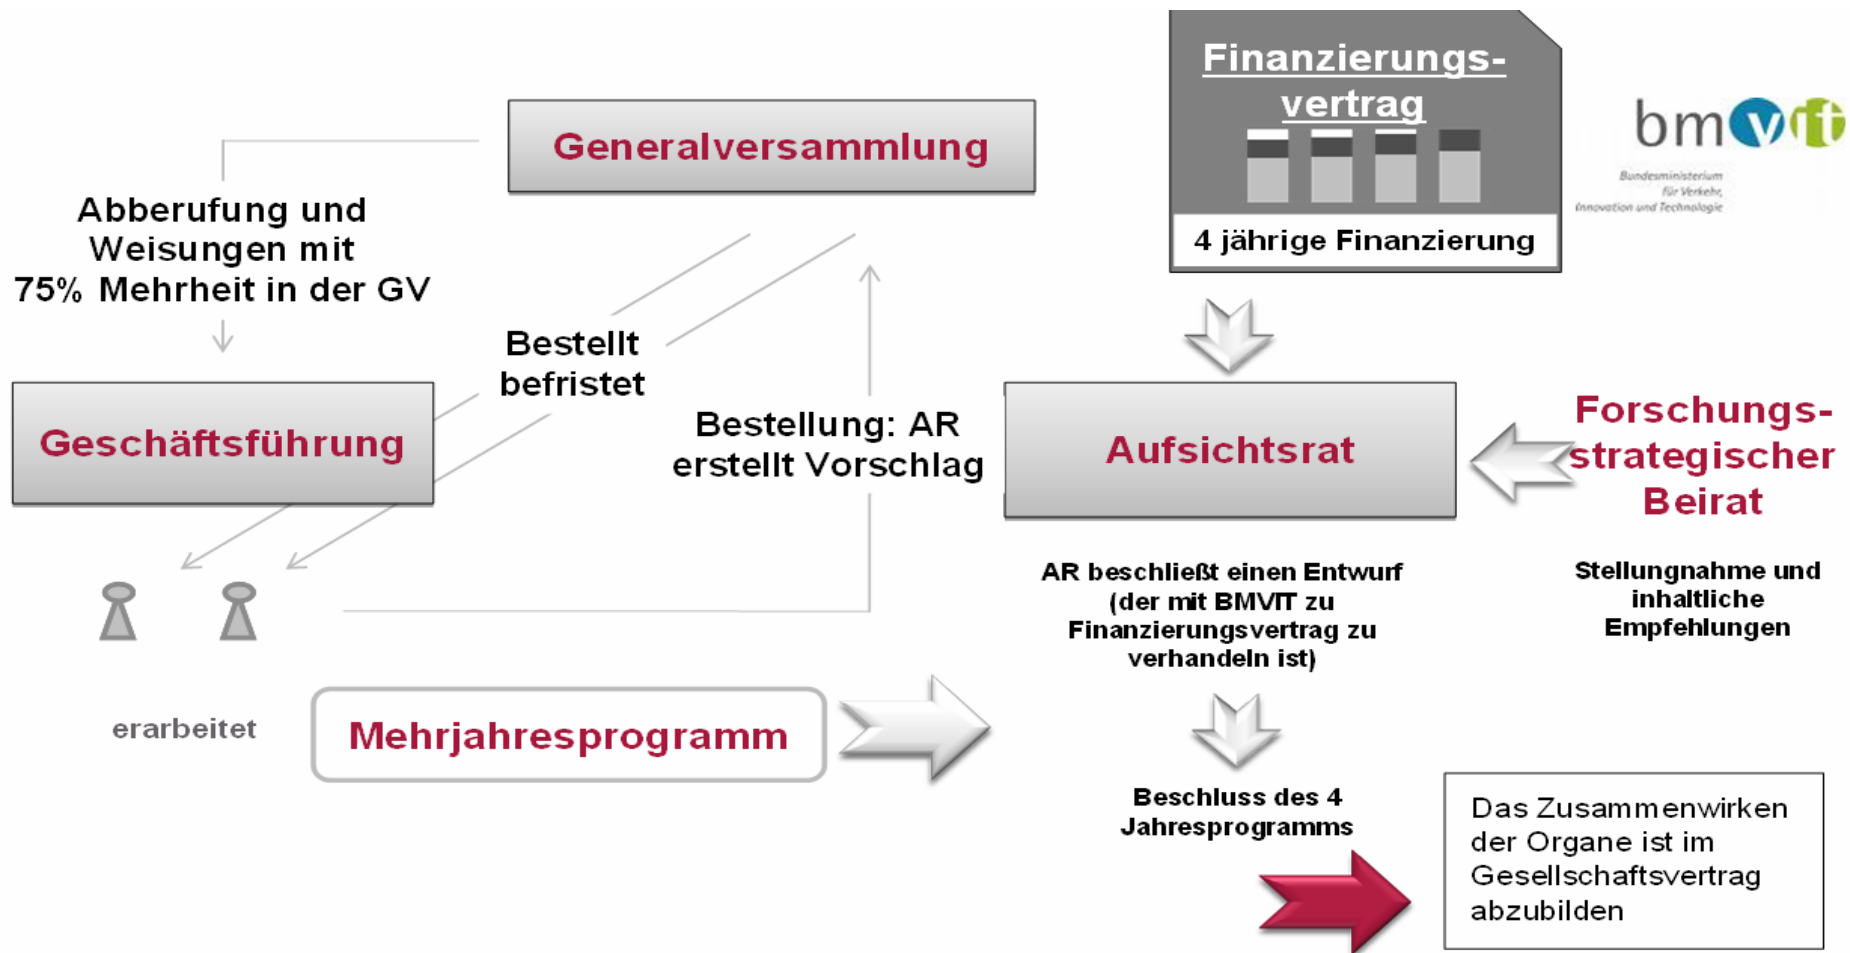 Finanzierungs-
vertrag
4 jährige Finanzierung
bmvit
Bundesministerium
für Verkehr,
Innovation und Technologie
Generalversammlung
Abberufung und
Weisungen mit
75% Mehrheit in der GV
Bestellt
befristet
Geschäftsführung
Bestellung: AR
erstellt Vorschlag
Aufsichtsrat
Forschungs-
strategischer
Beirat
AR beschließt einen Entwurf
(der mit BMVIT zu
Finanzierungsvertrag zu
verhandeln ist)
Stellungnahme und
inhaltliche
Empfehlungen
erarbeitet
Mehrjahresprogramm
Beschluss des 4
Jahresprogramms
Das Zusammenwirken
der Organe ist im
Gesellschaftsvertrag
abzubilden